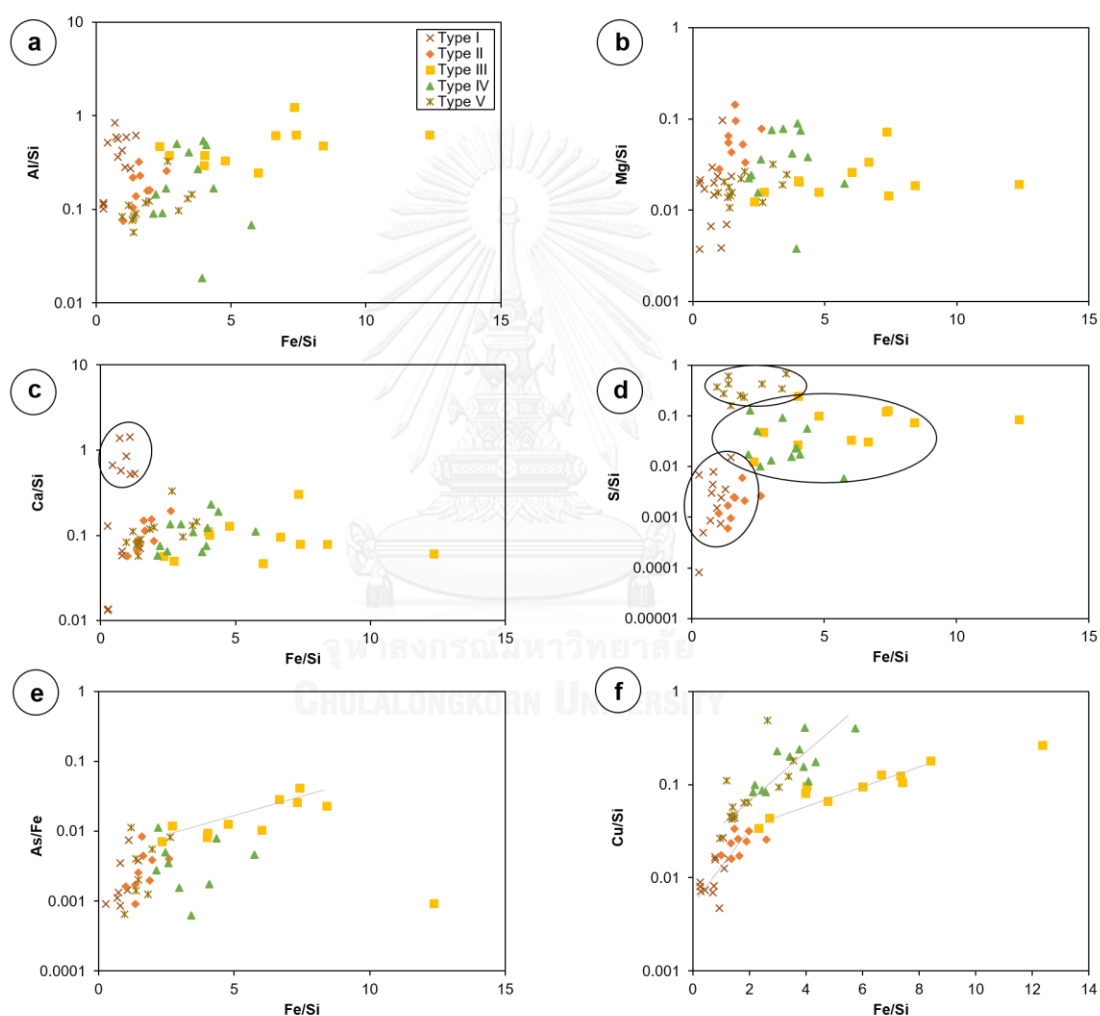 a
10
1
0.1
0.01
Al/Si
0
5
10
15
Fe/Si
Type I
Type II
Type III
Type IV
Type V
b
1
0.1
0.01
0.001
Mg/Si
0
5
10
15
Fe/Si
c
10
1
0.1
0.01
Ca/Si
0
5
10
15
Fe/Si
d
1
0.1
0.01
0.001
0.0001
0.00001
S/Si
0
5
10
15
Fe/Si
จุฬาลงกรณ์มหาวิทยาลัย
CHULALONGKORN UNIVERSITY
e
1
0.1
0.01
0.001
0.0001
As/Fe
0
5
10
15
Fe/Si
f
1
0.1
0.01
0.001
Cu/Si
0
2
4
6
8
10
12
14
Fe/Si